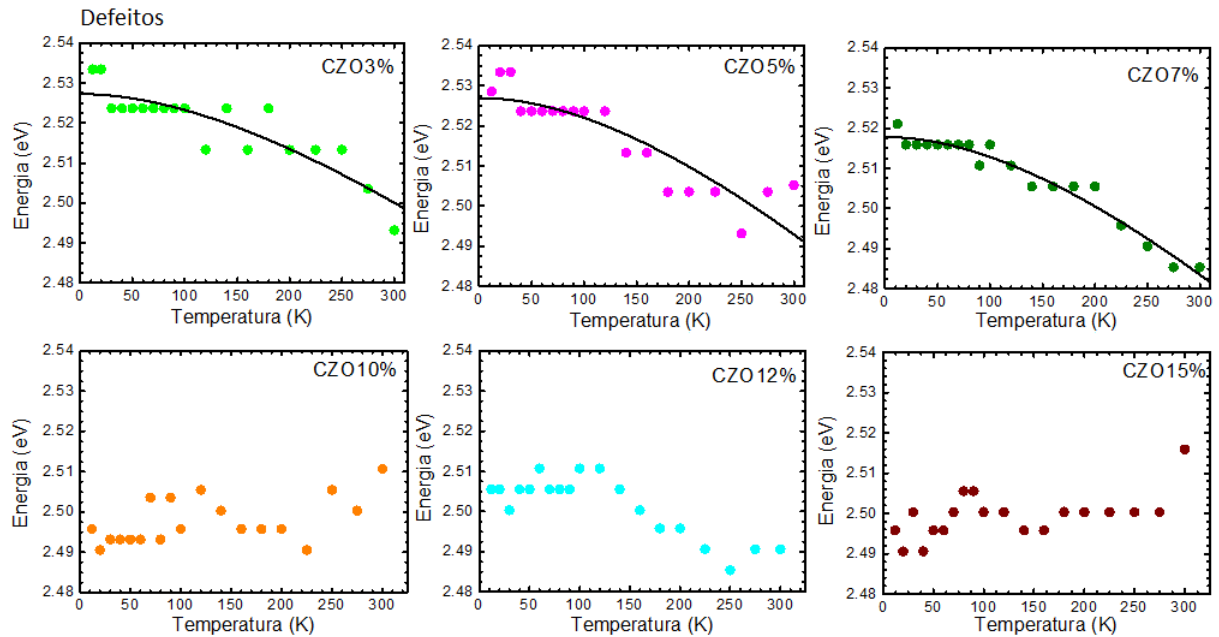 Defeitos
2.54
2.53
2.52
2.51
2.50
2.49
2.48
Energia (eV)
CZO3%
0 50 100 150 200 250 300
Temperatura (K)
2.54
2.53
2.52
2.51
2.50
2.49
2.48
Energia (eV)
CZO5%
0 50 100 150 200 250 300
Temperatura (K)
2.54
2.53
2.52
2.51
2.50
2.49
2.48
Energia (eV)
CZO7%
0 50 100 150 200 250 300
Temperatura (K)
2.54
2.53
2.52
2.51
2.50
2.49
2.48
Energia (eV)
CZO10%
0 50 100 150 200 250 300
Temperatura (K)
2.54
2.53
2.52
2.51
2.50
2.49
2.48
Energia (eV)
CZO12%
0 50 100 150 200 250 300
Temperatura (K)
2.54
2.53
2.52
2.51
2.50
2.49
2.48
Energia (eV)
CZO15%
0 50 100 150 200 250 300
Temperatura (K)